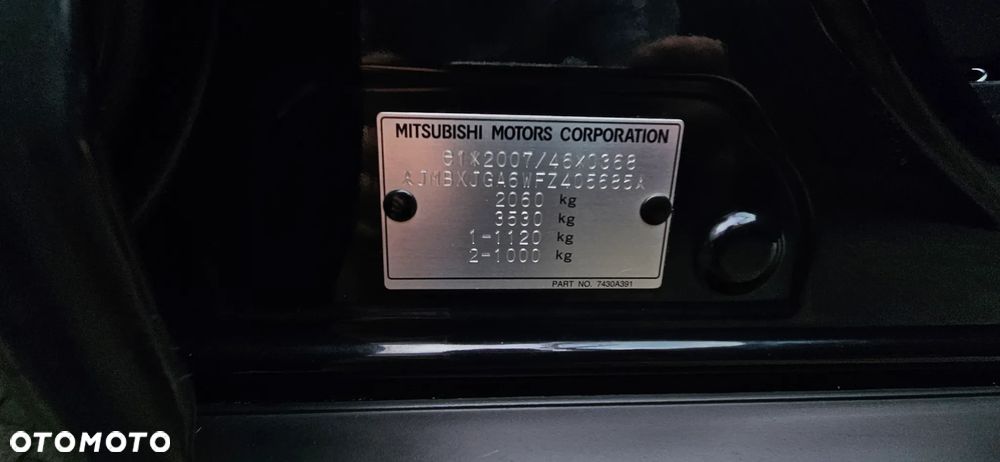 MITSUBISHI MOTORS CORPORATION
e1*2007/46*0368
*JMBXJGA6WFZ405685*
2060 kg
3530 kg
1-1120 kg
2-1000 kg
PART NO. 7430A391
OTOMOTO